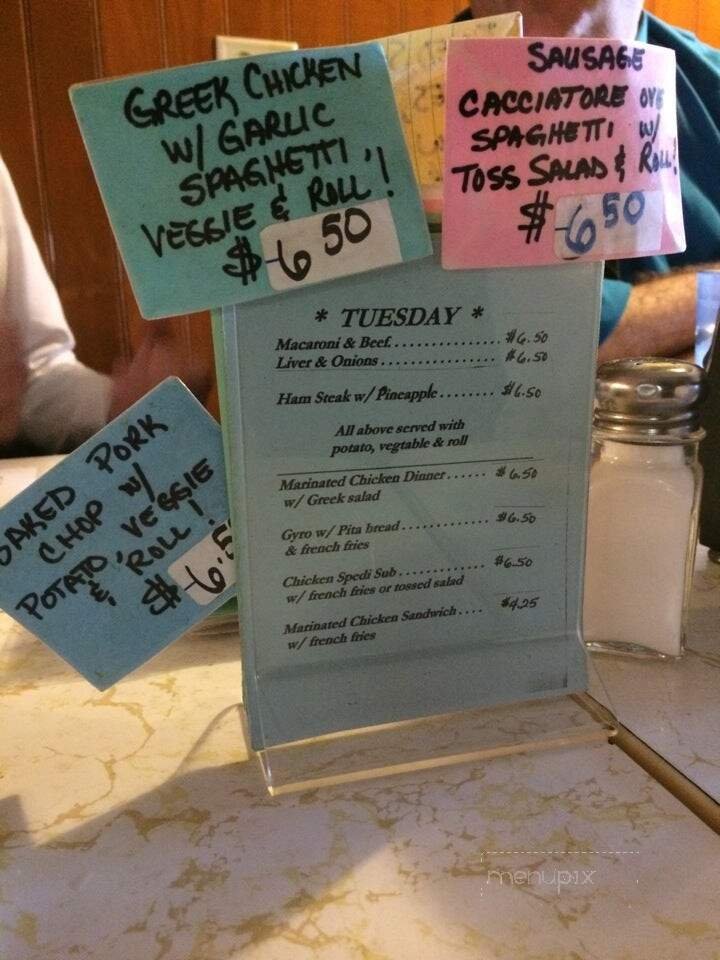 GREEK CHICKEN
W/ GARLIC
SPAGHETTI,
VEGGIE & ROLL!
$6.50
SAUSAGE
CACCIATORE
SPAGHETTI W/
TOSS SALAD & ROLL!
$6.50
* TUESDAY *
Macaroni & Beef.............. $6.50
Liver & Onions................ $6.50
Ham Steak w/ Pineapple........ $6.50
All above served with
potato, vegtable & roll
Marinated Chicken Dinner...... $6.50
w/ Greek salad
Gyro w/ Pita bread............ $6.50
& french fries
Chicken Spedi Sub............ $6.50
w/ french fries or tossed salad
Marinated Chicken Sandwich.... $4.25
w/ french fries
BAKED PORK
CHOP W/
POTATO, VEGGIE
& ROLL!
$6.5
menupix